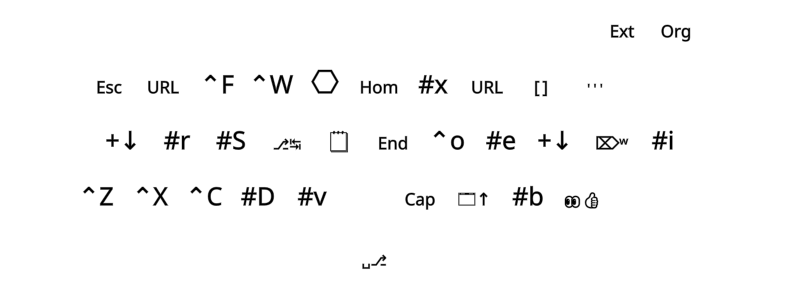 Ext Org
Esc URL ^F ^W ⬡ Hom #x URL [] '''
+↓ #r #S ⎇↹ 🗒 End ^o #e +↓ ⌦w #i
^Z ^X ^C #D #v Cap 🗔↑ #b 👀👍
␣⎇